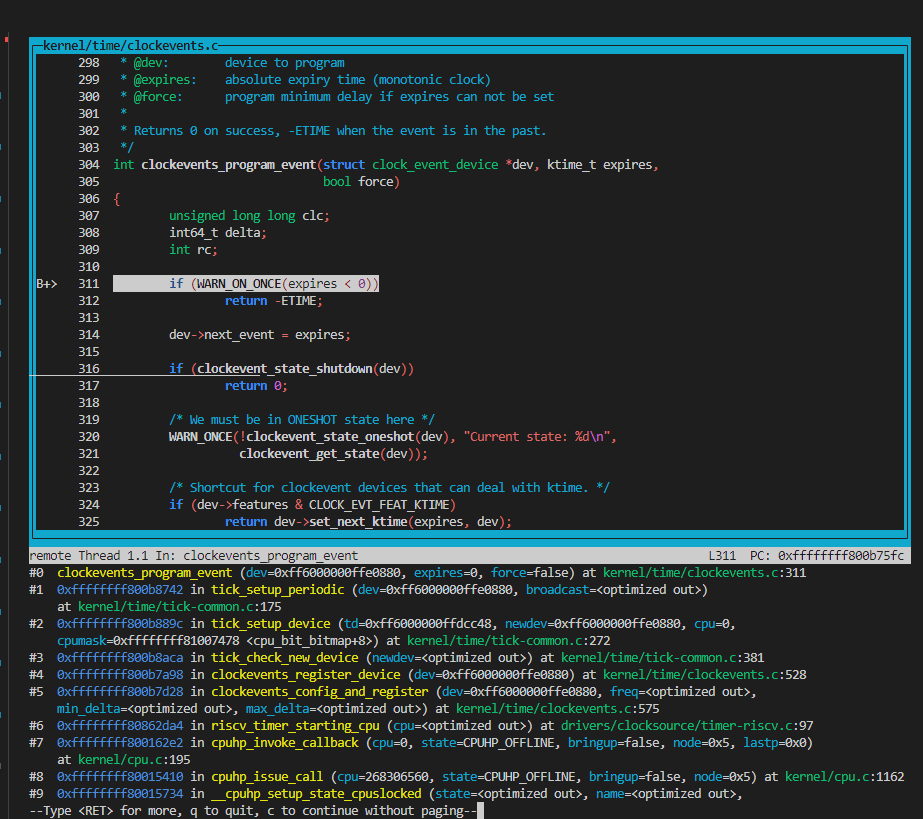 kernel/time/clockevents.c
298  * @dev:        device to program
299  * @expires:    absolute expiry time (monotonic clock)
300  * @force:      program minimum delay if expires can not be set
301  *
302  * Returns 0 on success, -ETIME when the event is in the past.
303  */
304 int clockevents_program_event(struct clock_event_device *dev, ktime_t expires,
305                               bool force)
306 {
307         unsigned long long clc;
308         int64_t delta;
309         int rc;
310
B+> 311         if (WARN_ON_ONCE(expires < 0))
312                 return -ETIME;
313
314         dev->next_event = expires;
315
316         if (clockevent_state_shutdown(dev))
317                 return 0;
318
319         /* We must be in ONESHOT state here */
320         WARN_ONCE(!clockevent_state_oneshot(dev), "Current state: %d\n",
321                   clockevent_get_state(dev));
322
323         /* Shortcut for clockevent devices that can deal with ktime. */
324         if (dev->features & CLOCK_EVT_FEAT_KTIME)
325                 return dev->set_next_ktime(expires, dev);
remote Thread 1.1 In: clockevents_program_event L311 PC: 0xffffffff800b75fc
#0  clockevents_program_event (dev=0xff6000000ffe0880, expires=0, force=false) at kernel/time/clockevents.c:311
#1  0xffffffff800b8742 in tick_setup_periodic (dev=0xff6000000ffe0880, broadcast=<optimized out>)
    at kernel/time/tick-common.c:175
#2  0xffffffff800b889c in tick_setup_device (td=0xff6000000ffdcc48, newdev=0xff6000000ffe0880, cpu=0,
    cpumask=0xffffffff81007478 <cpu_bit_bitmap+8>) at kernel/time/tick-common.c:272
#3  0xffffffff800b8aca in tick_check_new_device (newdev=<optimized out>) at kernel/time/tick-common.c:381
#4  0xffffffff800b7a98 in clockevents_register_device (dev=0xff6000000ffe0880) at kernel/time/clockevents.c:528
#5  0xffffffff800b7d28 in clockevents_config_and_register (dev=0xff6000000ffe0880, freq=<optimized out>,
    min_delta=<optimized out>, max_delta=<optimized out>) at kernel/time/clockevents.c:575
#6  0xffffffff80862da4 in riscv_timer_starting_cpu (cpu=<optimized out>) at drivers/clocksource/timer-riscv.c:97
#7  0xffffffff800162e2 in cpuhp_invoke_callback (cpu=0, state=CPUHP_OFFLINE, bringup=false, node=0x5, lastp=0x0)
    at kernel/cpu.c:195
#8  0xffffffff80015410 in cpuhp_issue_call (cpu=268306560, state=CPUHP_OFFLINE, bringup=false, node=0x5) at kernel/cpu.c:1162
#9  0xffffffff80015734 in __cpuhp_setup_state_cpuslocked (state=<optimized out>, name=<optimized out>,
--Type <RET> for more, q to quit, c to continue without paging--